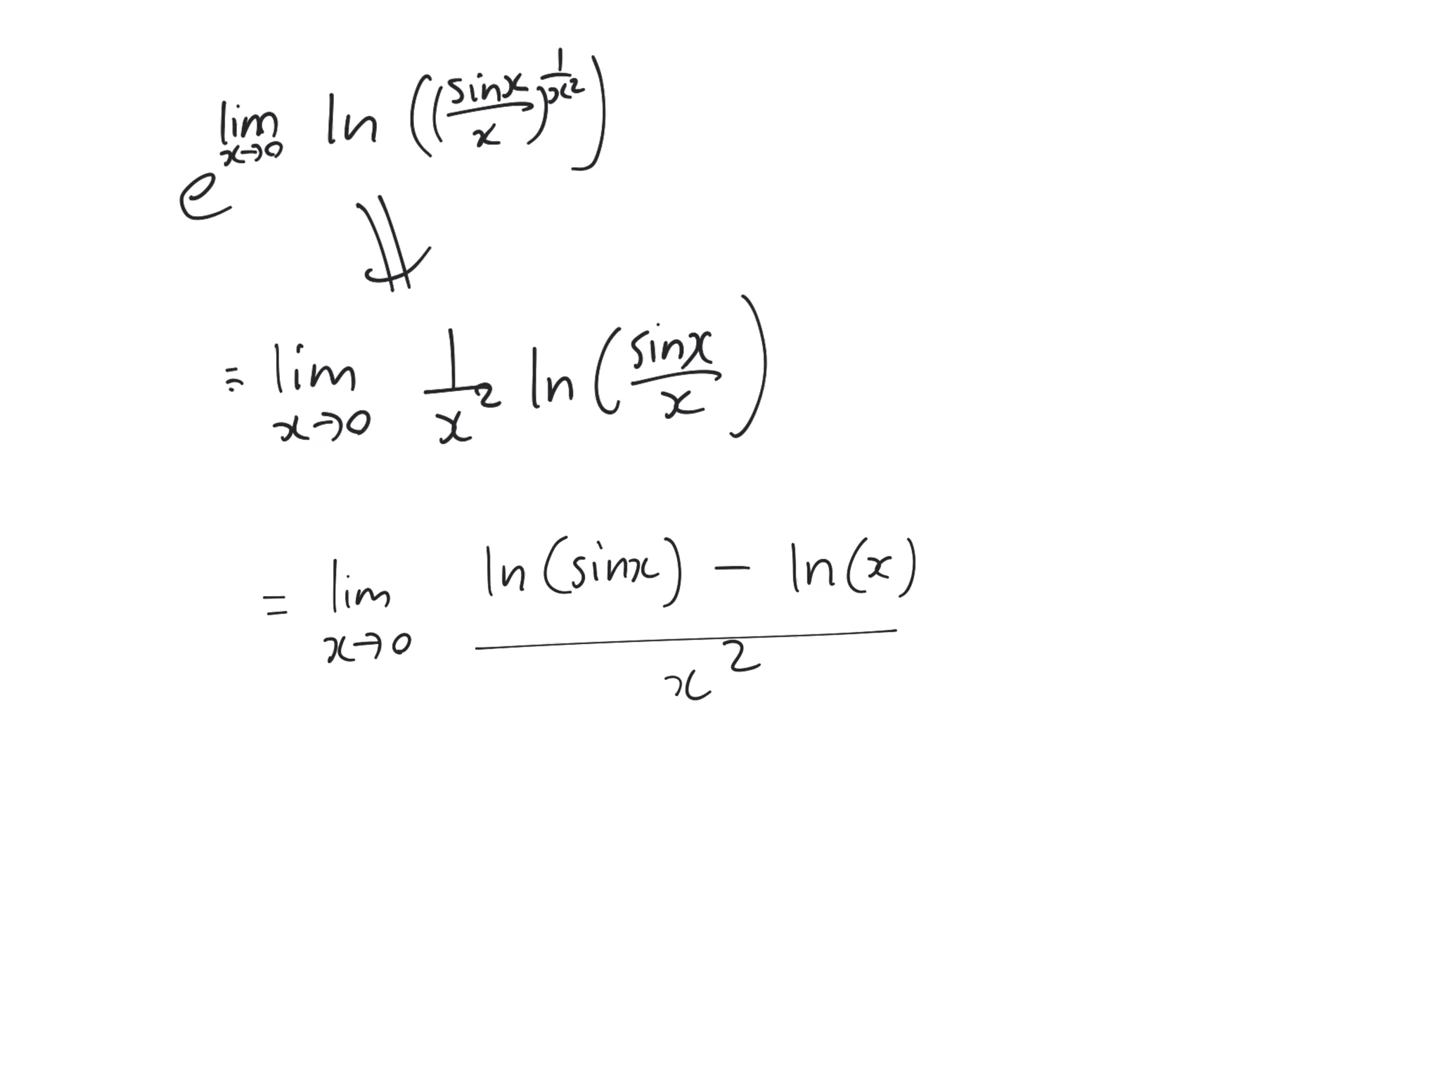 e^{lim_{x→0} ln((sinx/x)^{1/x²})}
⇓
= lim_{x→0} 1/x² ln(sinx/x)
= lim_{x→0} (ln(sinx) − ln(x))/x²